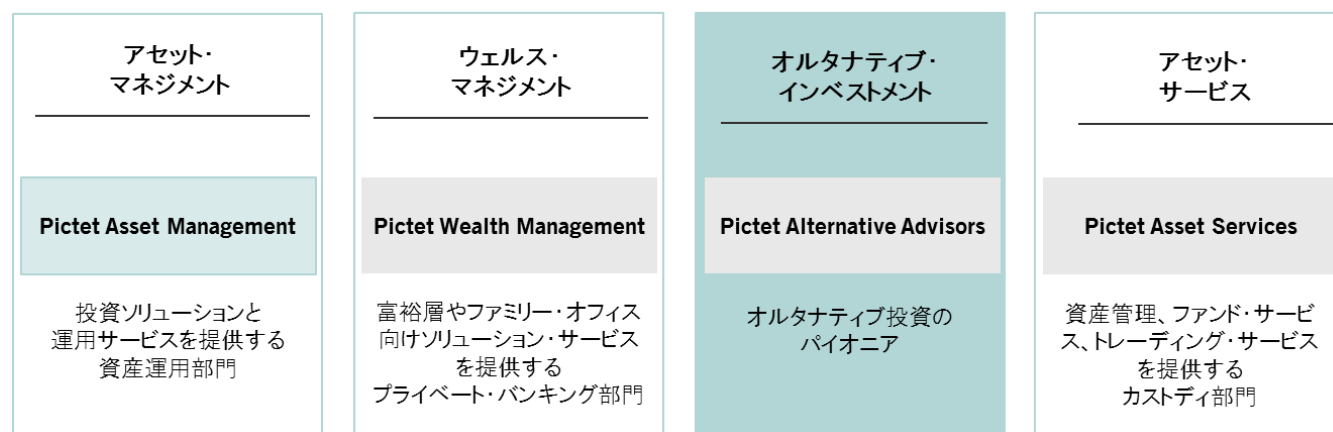 アセット・
マネジメント
Pictet Asset Management
投資ソリューションと
運用サービスを提供する
資産運用部門
ウェルス・
マネジメント
Pictet Wealth Management
富裕層やファミリー・オフィス
向けソリューション・サービス
を提供する
プライベート・バンキング部門
オルタナティブ・
インベストメント
Pictet Alternative Advisors
オルタナティブ投資の
パイオニア
アセット・
サービス
Pictet Asset Services
資産管理、ファンド・サービ
ス、トレーディング・サービス
を提供する
カストディ部門